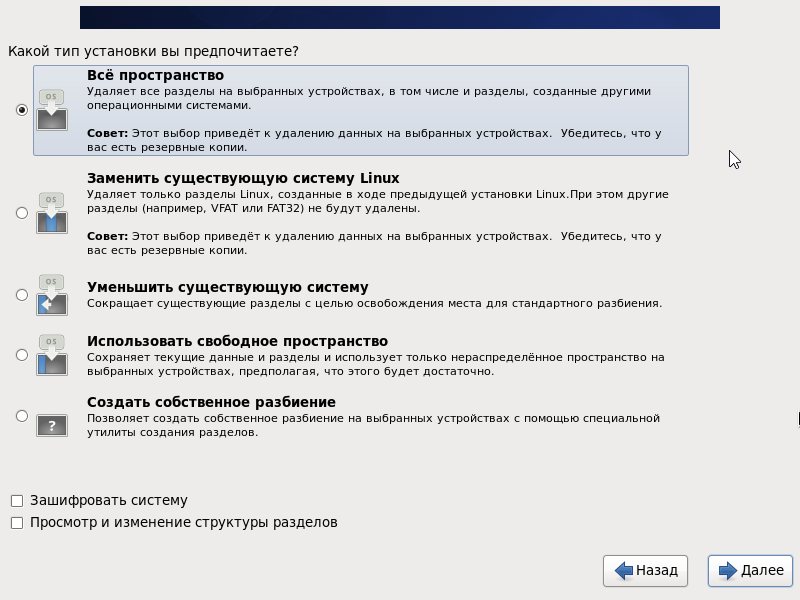 Какой тип установки вы предпочитаете?
OS
Всё пространство
Удаляет все разделы на выбранных устройствах, в том числе и разделы, созданные другими
операционными системами.
Совет: Этот выбор приведёт к удалению данных на выбранных устройствах.  Убедитесь, что у
вас есть резервные копии.
OS
Заменить существующую систему Linux
Удаляет только разделы Linux, созданные в ходе предыдущей установки Linux.При этом другие
разделы (например, VFAT или FAT32) не будут удалены.
Совет: Этот выбор приведёт к удалению данных на выбранных устройствах.  Убедитесь, что у
вас есть резервные копии.
OS
Уменьшить существующую систему
Сокращает существующие разделы с целью освобождения места для стандартного разбиения.
OS
Использовать свободное пространство
Сохраняет текущие данные и разделы и использует только нераспределённое пространство на
выбранных устройствах, предполагая, что этого будет достаточно.
?
Создать собственное разбиение
Позволяет создать собственное разбиение на выбранных устройствах с помощью специальной
утилиты создания разделов.
Зашифровать систему
Просмотр и изменение структуры разделов
Назад
Далее